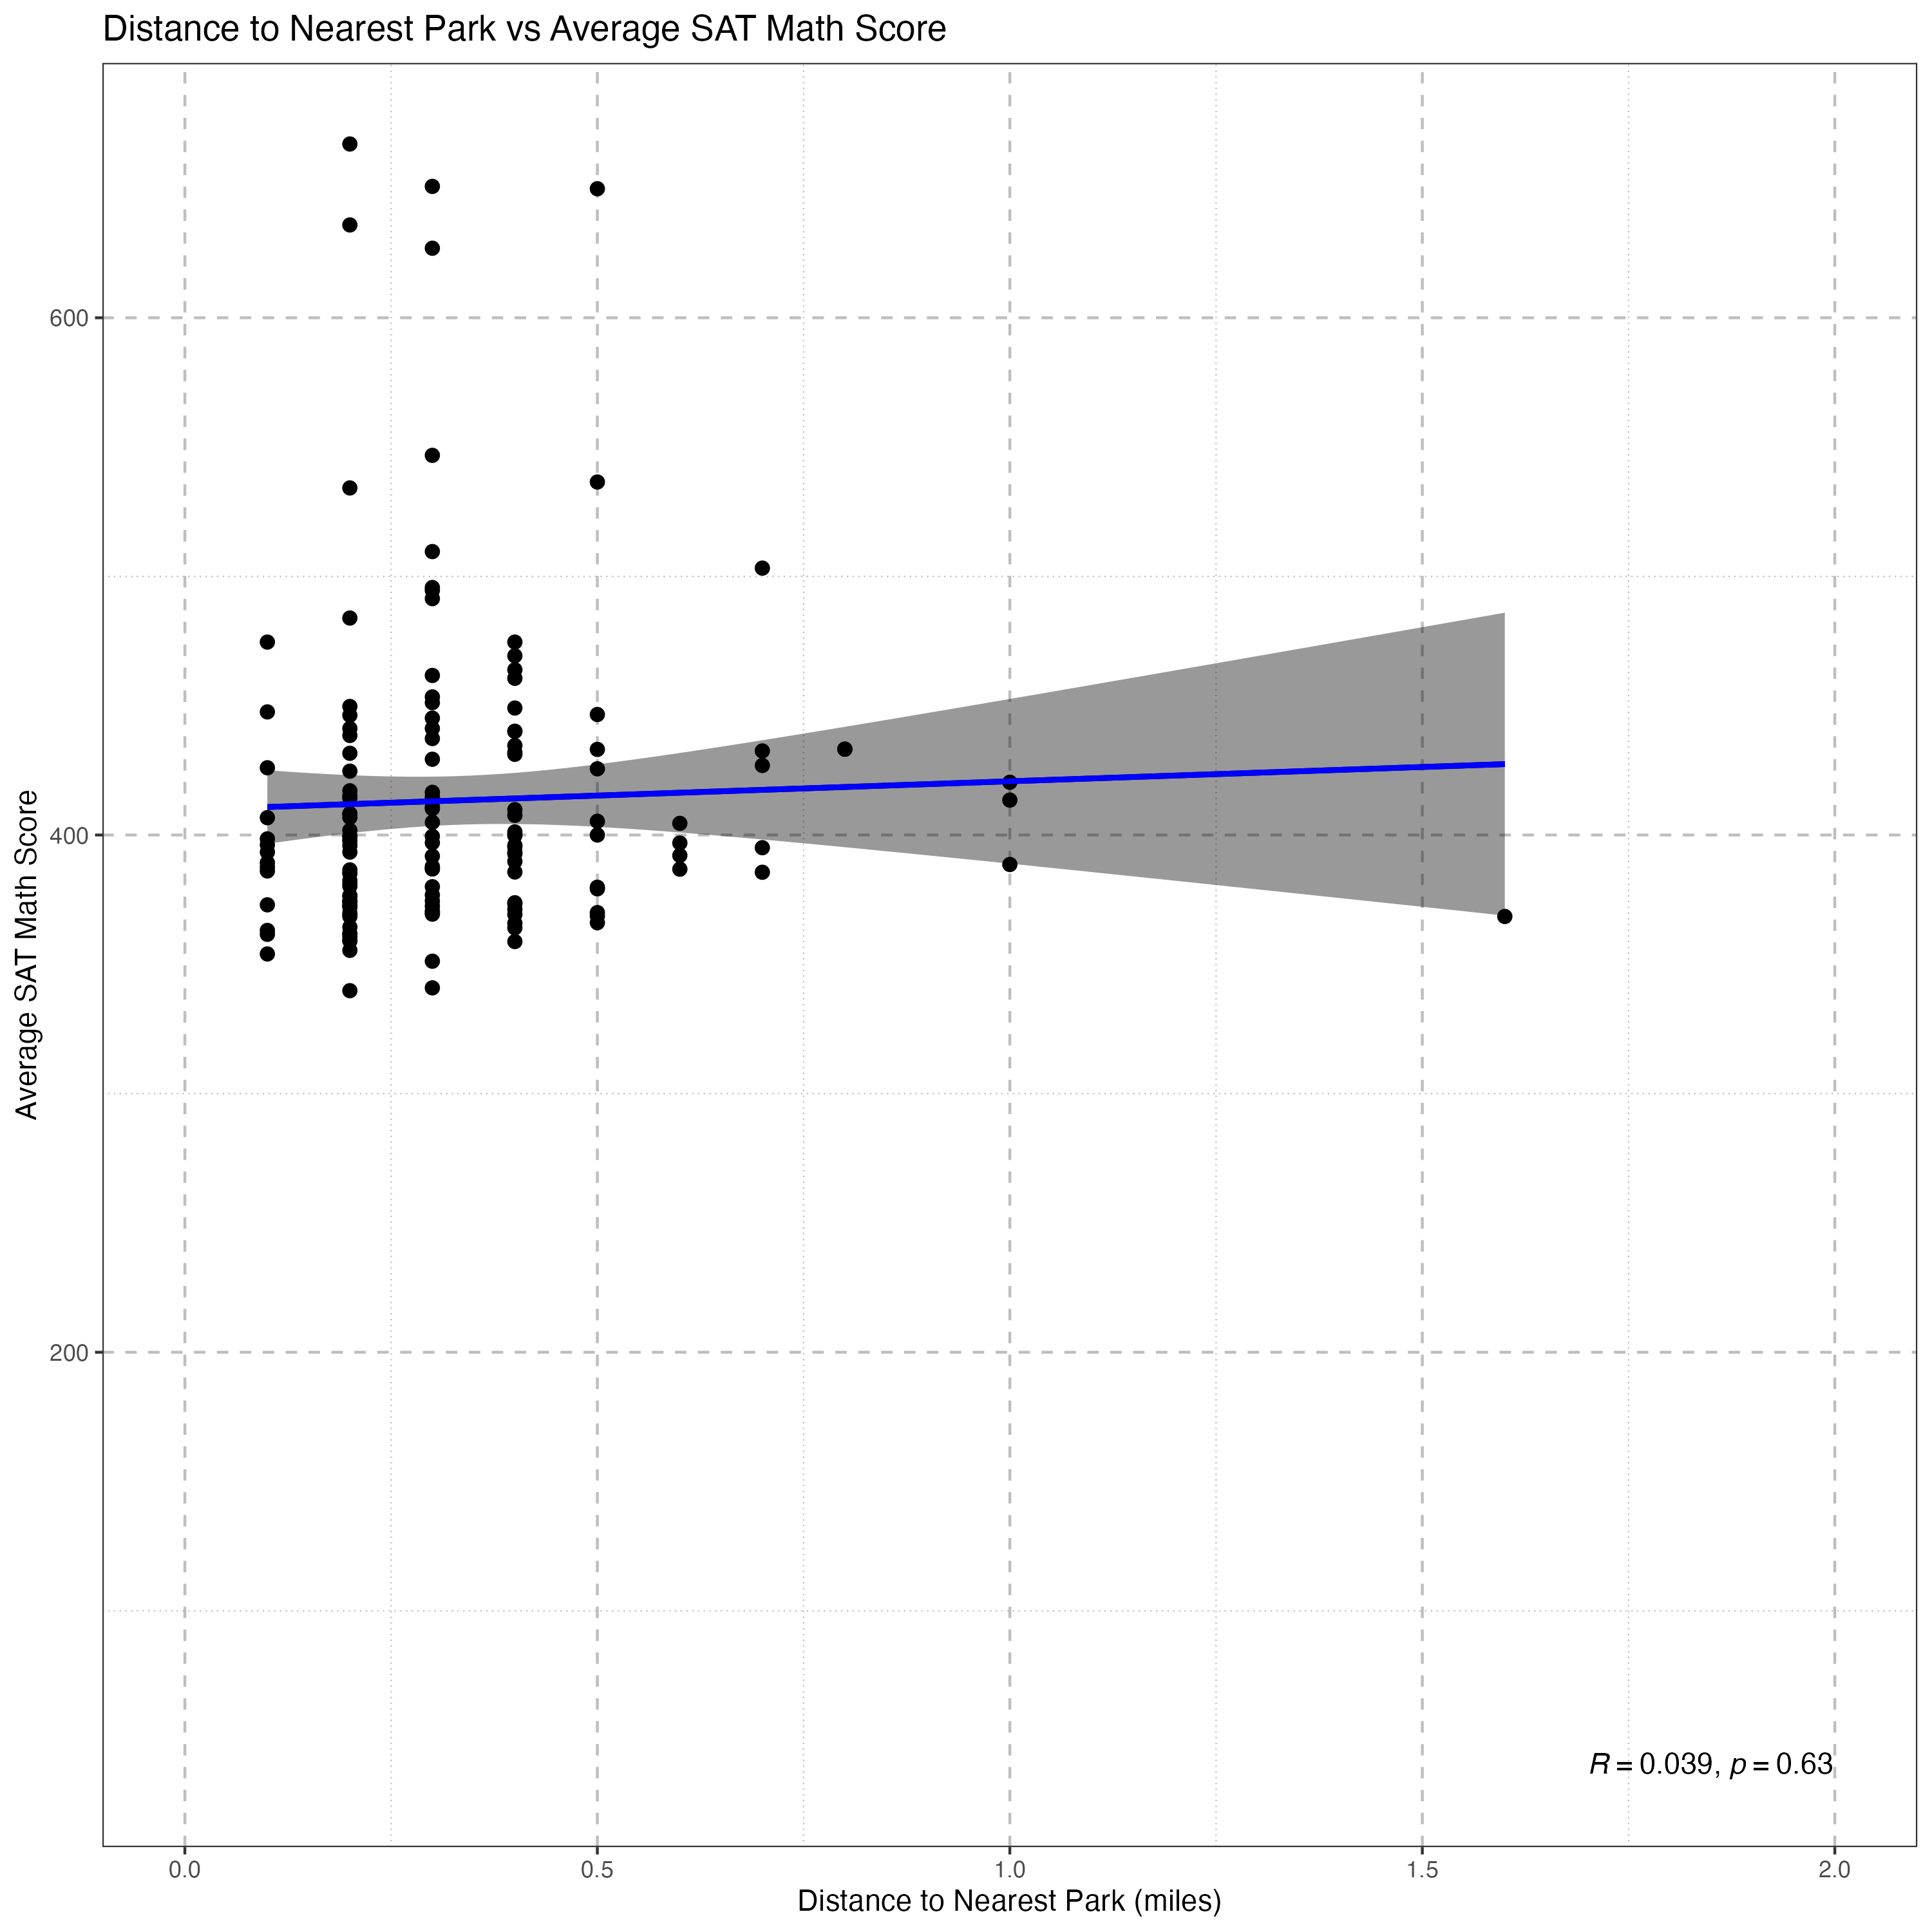 Distance to Nearest Park vs Average SAT Math Score
600
400
200
Average SAT Math Score
R = 0.039, p = 0.63
0.0 0.5 1.0 1.5 2.0
Distance to Nearest Park (miles)